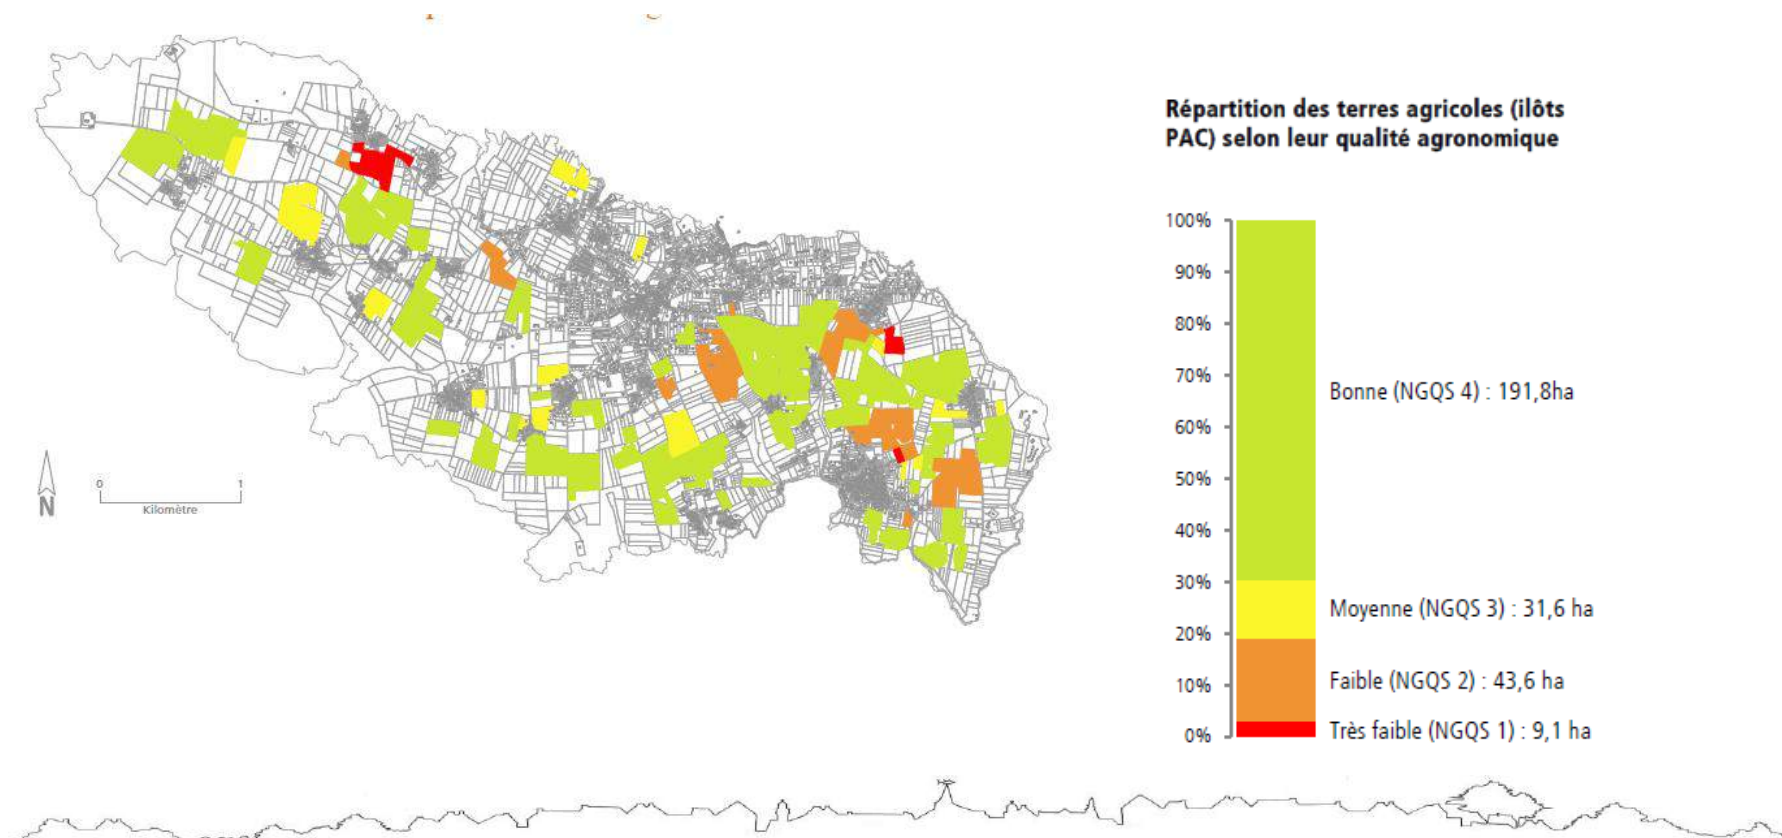 N
0
1
Kilomètre
Répartition des terres agricoles (ilôts
PAC) selon leur qualité agronomique
100%
90%
80%
70%
60%
50%
40%
30%
20%
10%
0%
Bonne (NGQS 4) : 191,8ha
Moyenne (NGQS 3) : 31,6 ha
Faible (NGQS 2) : 43,6 ha
Très faible (NGQS 1) : 9,1 ha